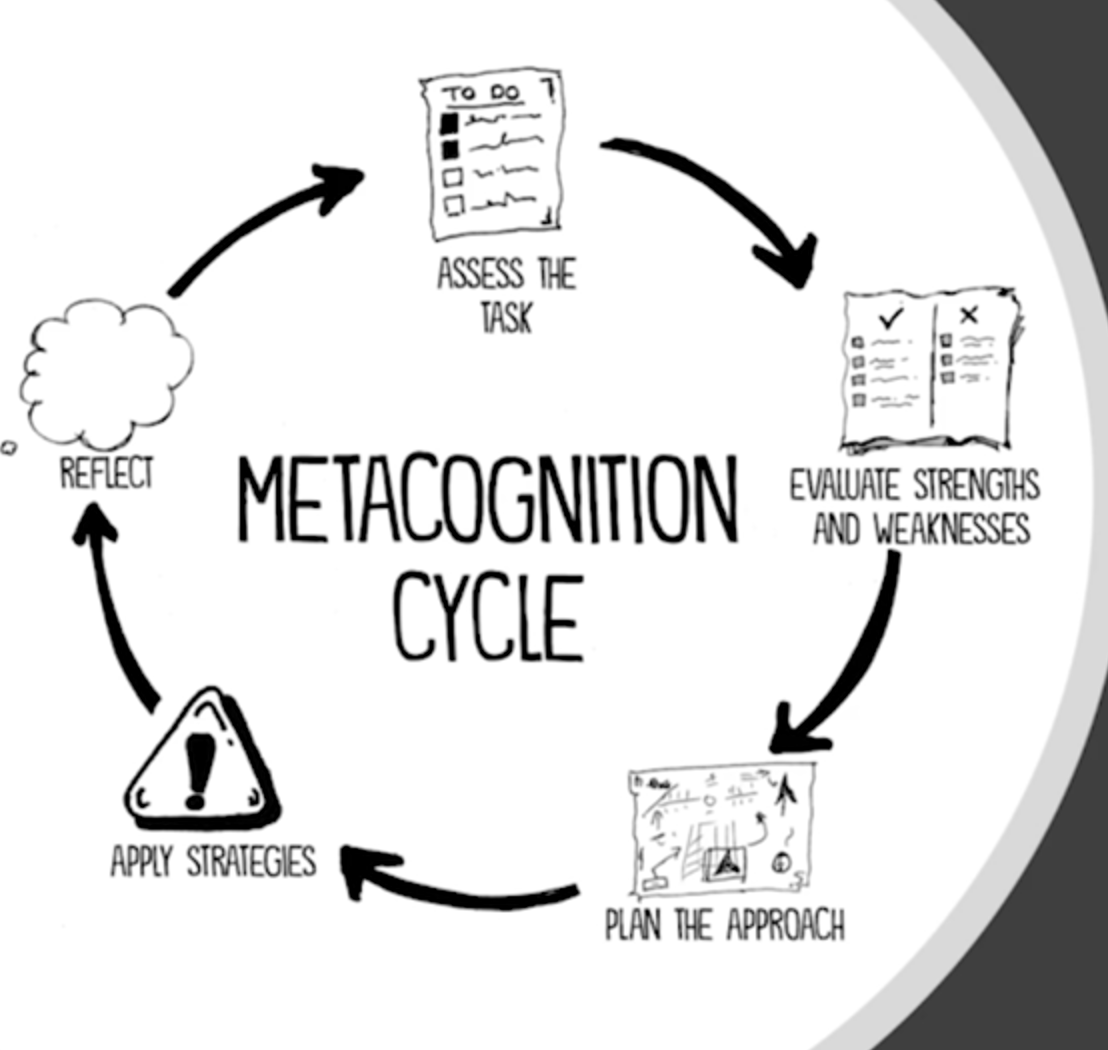 TO DO
ASSESS THE
TASK
EVALUATE STRENGTHS
AND WEAKNESSES
METACOGNITION
CYCLE
REFLECT
PLAN THE APPROACH
APPLY STRATEGIES